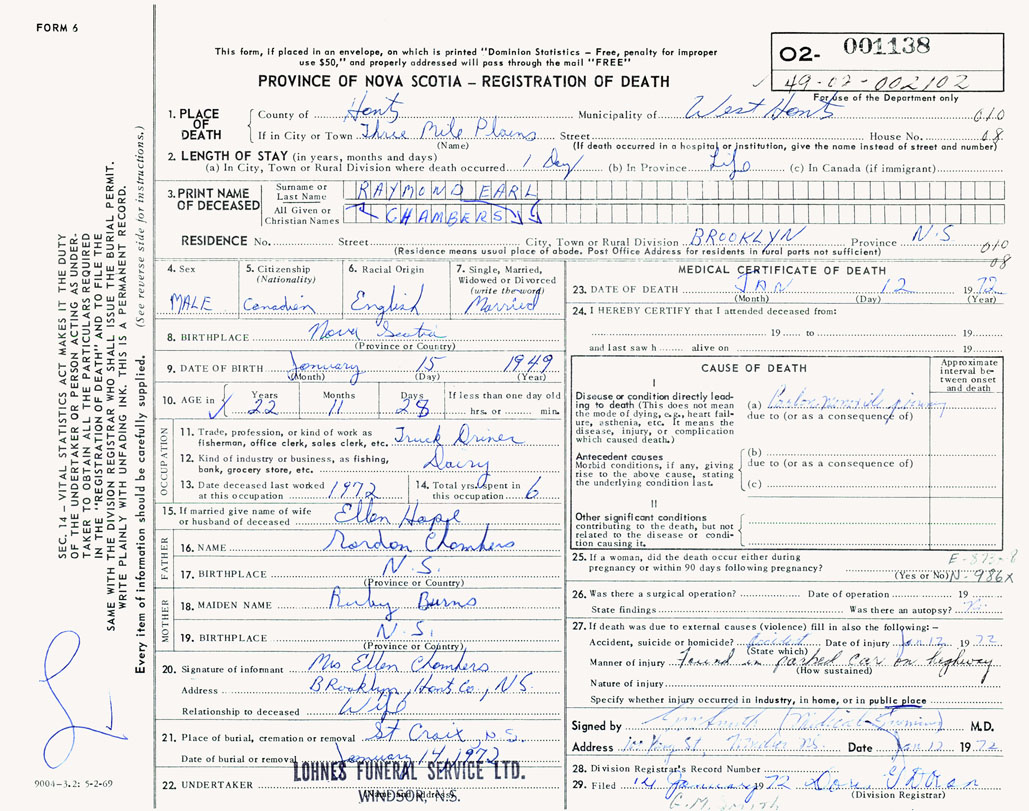 FORM 6
This form, if placed in an envelope, on which is printed "Dominion Statistics – Free, penalty for improper
use $50," and properly addressed will pass through the mail "FREE"
PROVINCE OF NOVA SCOTIA – REGISTRATION OF DEATH
O2- 001138
49-02-002102
For use of the Department only
1. PLACE OF DEATH
County of Hants Municipality of West Hants 010
If in City or Town Three Mile Plains Street House No. 08
(Name) (If death occurred in a hospital or institution, give the name instead of street and number)
2. LENGTH OF STAY (in years, months and days)
(a) In City, Town or Rural Division where death occurred 1 Day (b) In Province Life (c) In Canada (if immigrant)
3. PRINT NAME OF DECEASED
Surname or Last Name RAYMOND EARL
All Given or Christian Names CHAMBERS
RESIDENCE No. Street City, Town or Rural Division BROOKLYN Province N.S.
(Residence means usual place of abode. Post Office Address for residents in rural parts not sufficient) 010
08
4. Sex MALE
5. Citizenship (Nationality) Canadian
6. Racial Origin English
7. Single, Married, Widowed or Divorced (write the word) Married
8. BIRTHPLACE Nova Scotia
(Province or Country)
9. DATE OF BIRTH January 15 1949
(Month) (Day) (Year)
10. AGE in Years 22 Months 11 Days 28 If less than one day old hrs. or min.
OCCUPATION
11. Trade, profession, or kind of work as fisherman, office clerk, sales clerk, etc. Truck Driver
12. Kind of industry or business, as fishing, bank, grocery store, etc. Dairy
13. Date deceased last worked at this occupation 1972
14. Total yrs. spent in this occupation 6
15. If married give name of wife or husband of deceased Ellen
FATHER
16. NAME Gordon Chambers
17. BIRTHPLACE N.S.
(Province or Country)
MOTHER
18. MAIDEN NAME Ruby Burns
19. BIRTHPLACE N.S.
(Province or Country)
20. Signature of informant Mrs Ellen Chambers
Address Brooklyn, Hants Co., N.S.
Relationship to deceased Wife
21. Place of burial, cremation or removal St Croix, N.S.
Date of burial or removal January 14, 1972
22. UNDERTAKER LOHNES FUNERAL SERVICE LTD.
(Name and Address)
WINDSOR, N.S.
MEDICAL CERTIFICATE OF DEATH
23. DATE OF DEATH JAN 12 1972
(Month) (Day) (Year)
24. I HEREBY CERTIFY that I attended deceased from:
19 to 19
and last saw h alive on 19
CAUSE OF DEATH
Approximate interval between onset and death
I
Disease or condition directly leading to death (This does not mean the mode of dying, e.g., heart failure, asthenia, etc. It means the disease, injury, or complication which caused death.)
(a) Carbon monoxide poisoning
due to (or as a consequence of)
Antecedent causes
Morbid conditions, if any, giving rise to the above cause, stating the underlying condition last.
(b)
due to (or as a consequence of)
(c)
II
Other significant conditions contributing to the death, but not related to the disease or condition causing it.
25. If a woman, did the death occur either during pregnancy or within 90 days following pregnancy?
(Yes or No) N-986X
26. Was there a surgical operation? Date of operation 19
State findings Was there an autopsy? No
27. If death was due to external causes (violence) fill in also the following:–
Accident, suicide or homicide? Accident Date of injury Jan 12 1972
(State which)
Manner of injury Found in parked car on highway
(How sustained)
Nature of injury
Specify whether injury occurred in industry, in home, or in public place
Signed by (Medical Examiner) M.D.
Address King St, Windsor N.S. Date Jan 12 1972
28. Division Registrar's Record Number
29. Filed 14 January 1972
(Division Registrar)
SEC. 14 – VITAL STATISTICS ACT MAKES IT THE DUTY
OF THE UNDERTAKER OR PERSON ACTING AS UNDER-
TAKER TO OBTAIN ALL THE PARTICULARS REQUIRED
IN THE "REGISTRATION OF DEATH" AND TO FILE THE
SAME WITH THE DIVISION REGISTRAR WHO SHALL ISSUE THE BURIAL PERMIT.
WRITE PLAINLY WITH UNFADING INK. THIS IS A PERMANENT RECORD.
Every item of information should be carefully supplied. (See reverse side for instructions.)
9004-3.2: 5-2-69